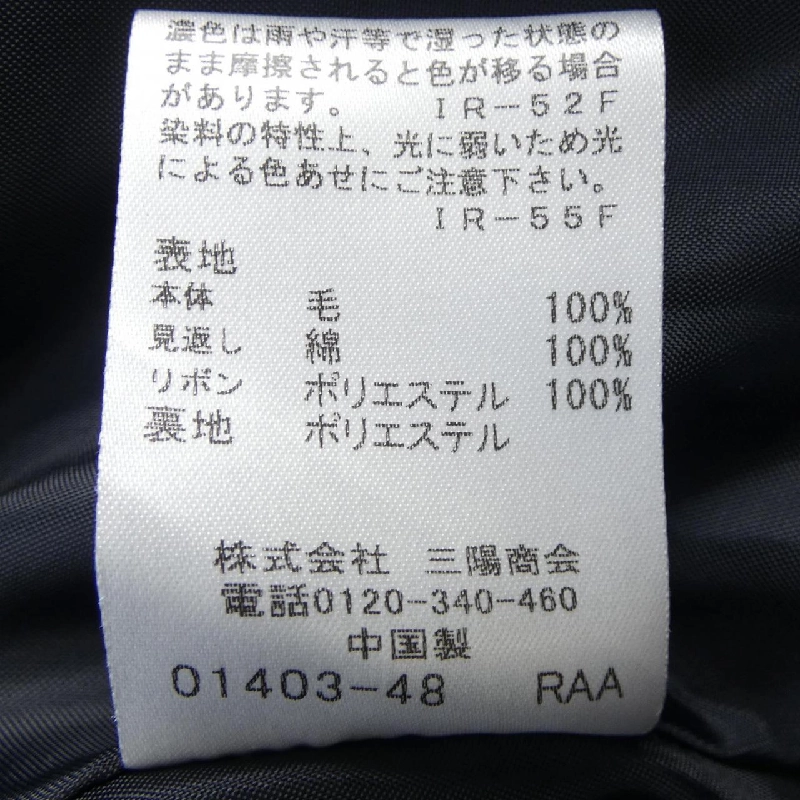 濃色は雨や汗等で湿った状態の
まま摩擦されると色が移る場合
があります。 IR-52F
染料の特性上、光に弱いため光
による色あせにご注意下さい。
IR-55F
表地
本体 毛 100%
見返し 綿 100%
リボン ポリエステル 100%
裏地 ポリエステル
株式会社 三陽商会
電話0120-340-460
中国製
01403-48 RAA